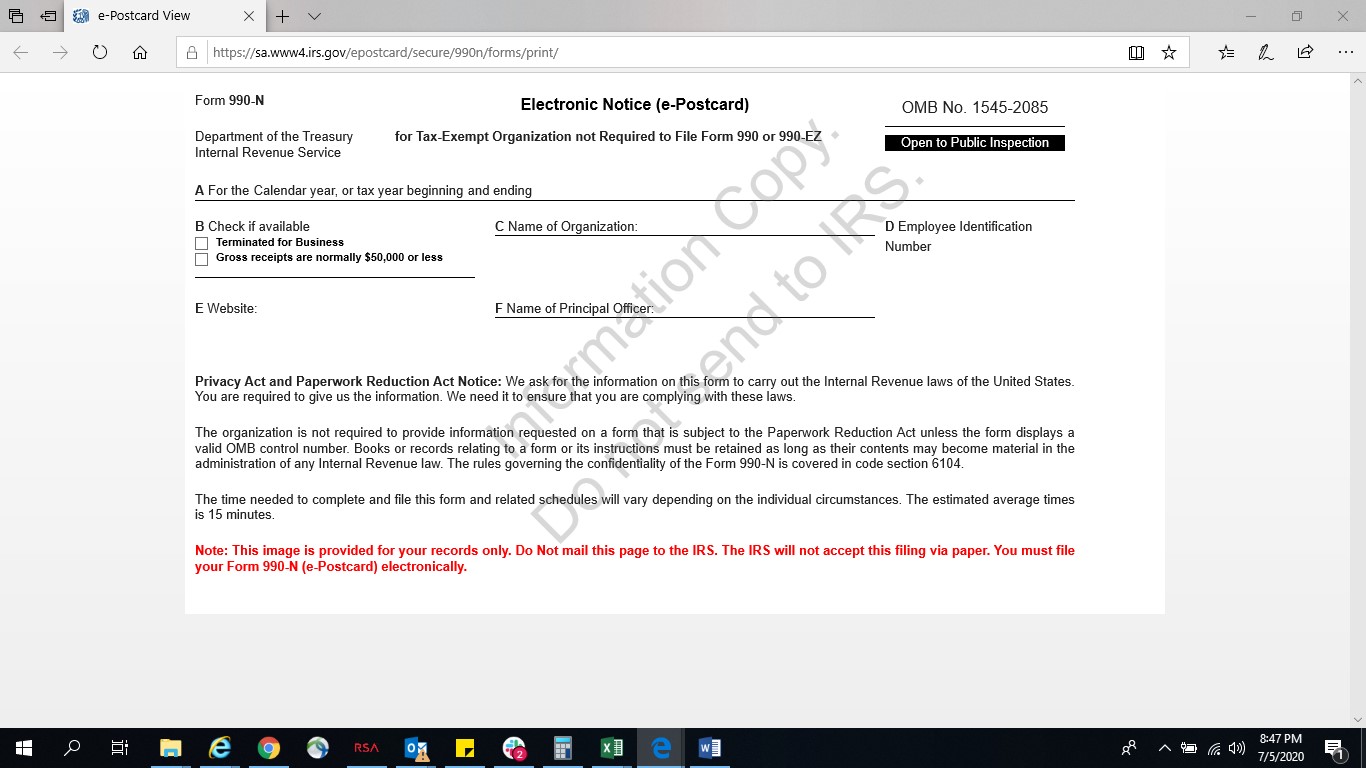 e-Postcard View
https://sa.www4.irs.gov/epostcard/secure/990n/forms/print/
Form 990-N
Electronic Notice (e-Postcard)
OMB No. 1545-2085
Department of the Treasury
Internal Revenue Service
for Tax-Exempt Organization not Required to File Form 990 or 990-EZ
Open to Public Inspection
A For the Calendar year, or tax year beginning and ending
B Check if available
Terminated for Business
Gross receipts are normally $50,000 or less
C Name of Organization:
D Employee Identification
Number
E Website:
F Name of Principal Officer:
Privacy Act and Paperwork Reduction Act Notice: We ask for the information on this form to carry out the Internal Revenue laws of the United States.
You are required to give us the information. We need it to ensure that you are complying with these laws.
The organization is not required to provide information requested on a form that is subject to the Paperwork Reduction Act unless the form displays a
valid OMB control number. Books or records relating to a form or its instructions must be retained as long as their contents may become material in the
administration of any Internal Revenue law. The rules governing the confidentiality of the Form 990-N is covered in code section 6104.
The time needed to complete and file this form and related schedules will vary depending on the individual circumstances. The estimated average times
is 15 minutes.
Note: This image is provided for your records only. Do Not mail this page to the IRS. The IRS will not accept this filing via paper. You must file
your Form 990-N (e-Postcard) electronically.
Information Copy.
Do not send to IRS.
RSA
2
8:47 PM
7/5/2020
1